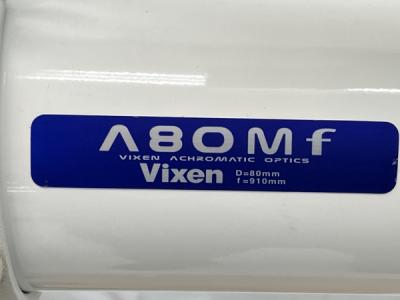 A80Mf
VIXEN ACHROMATIC OPTICS
Vixen D=80mm
f=910mm